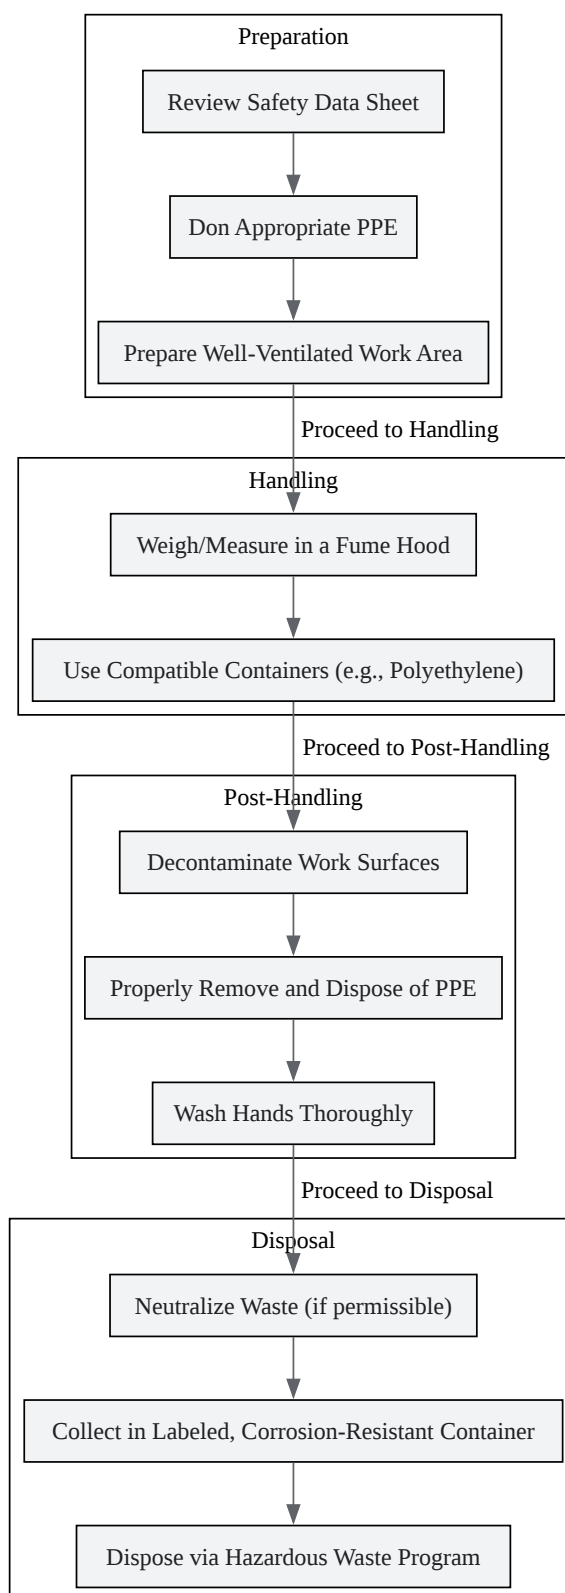 Preparation
Review Safety Data Sheet
Don Appropriate PPE
Prepare Well-Ventilated Work Area
Proceed to Handling
Handling
Weigh/Measure in a Fume Hood
Use Compatible Containers (e.g., Polyethylene)
Proceed to Post-Handling
Post-Handling
Decontaminate Work Surfaces
Properly Remove and Dispose of PPE
Wash Hands Thoroughly
Proceed to Disposal
Disposal
Neutralize Waste (if permissible)
Collect in Labeled, Corrosion-Resistant Container
Dispose via Hazardous Waste Program